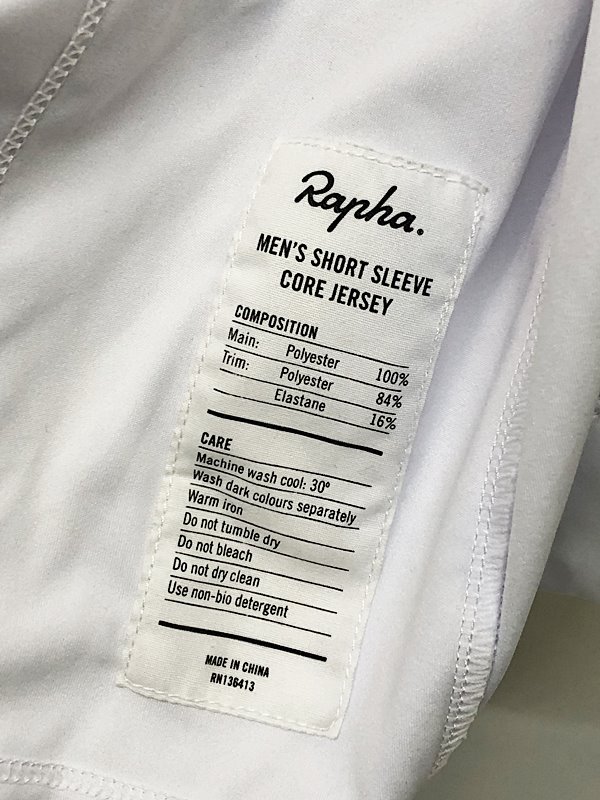 Rapha.
MEN'S SHORT SLEEVE
CORE JERSEY
COMPOSITION
Main: Polyester 100%
Trim: Polyester 84%
Elastane 16%
CARE
Machine wash cool: 30º
Wash dark colours separately
Warm iron
Do not tumble dry
Do not bleach
Do not dry clean
Use non-bio detergent
MADE IN CHINA
RN136413